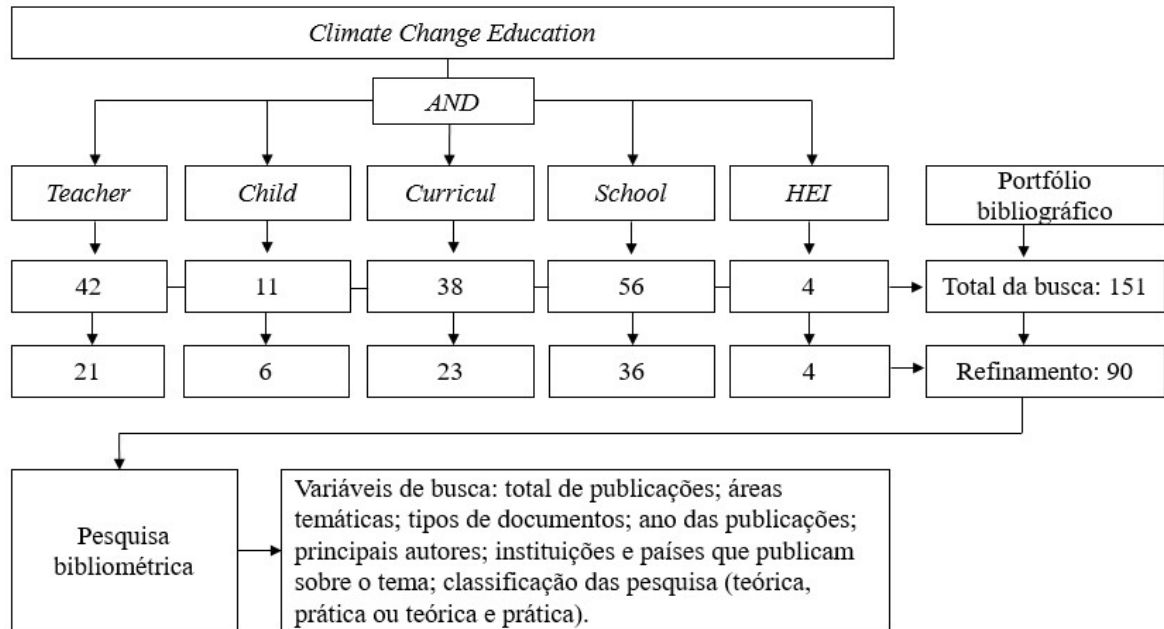 Climate Change Education
AND
Teacher
Child
Curricul
School
HEI
Portfólio
bibliográfico
42
11
38
56
4
Total da busca: 151
21
6
23
36
4
Refinamento: 90
Pesquisa
bibliométrica
Variáveis de busca: total de publicações; áreas
temáticas; tipos de documentos; ano das publicações;
principais autores; instituições e países que publicam
sobre o tema; classificação das pesquisa (teórica,
prática ou teórica e prática).